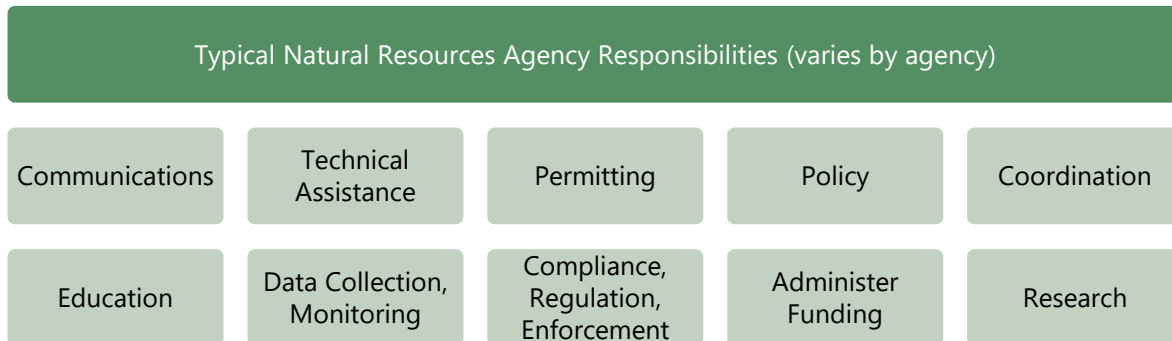 Typical Natural Resources Agency Responsibilities (varies by agency)
Communications
Technical
Assistance
Permitting
Policy
Coordination
Education
Data Collection,
Monitoring
Compliance,
Regulation,
Enforcement
Administer
Funding
Research